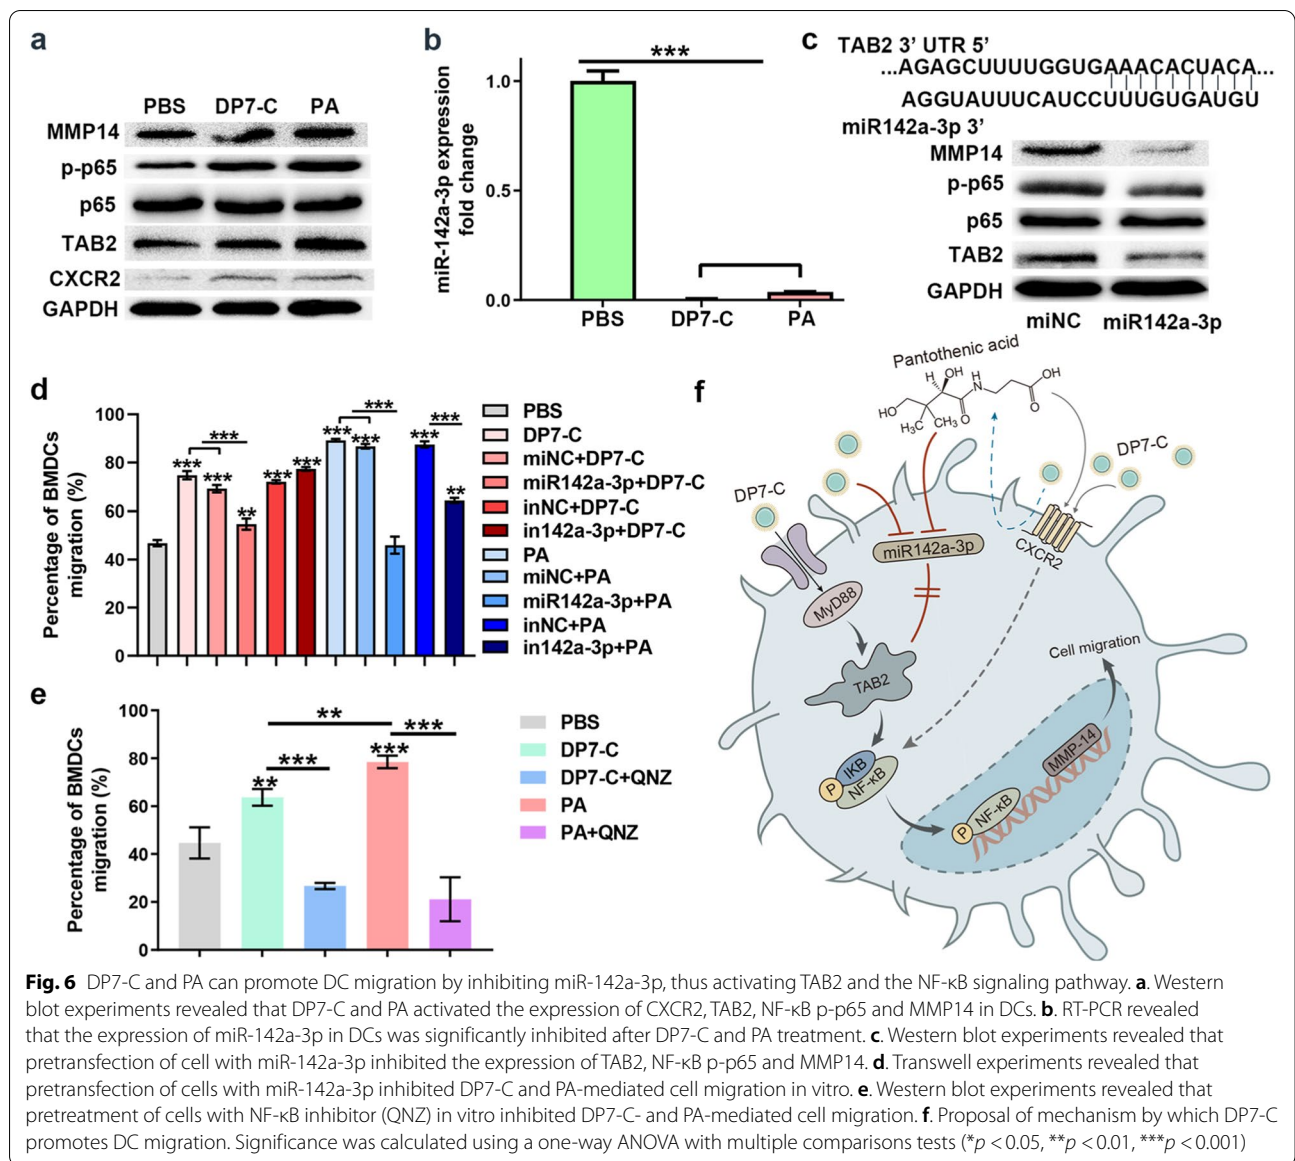 a
PBS DP7-C PA
MMP14
p-p65
p65
TAB2
CXCR2
GAPDH
b
***
miR-142a-3p expression
fold change
1.0
0.5
0.0
PBS DP7-C PA
c
TAB2 3’ UTR 5’
...AGAGCUUUUGGUGAAACACUACA...
AGGUAUUUCAUCCUUUGUGAUGU
miR142a-3p 3’
MMP14
p-p65
p65
TAB2
GAPDH
miNC miR142a-3p
d
Percentage of BMDCs
migration (%)
100
80
60
40
20
0
*** *** *** ** *** *** *** *** *** *** *** **
PBS
DP7-C
miNC+DP7-C
miR142a-3p+DP7-C
inNC+DP7-C
in142a-3p+DP7-C
PA
miNC+PA
miR142a-3p+PA
inNC+PA
in142a-3p+PA
e
Percentage of BMDCs
migration (%)
100
80
60
40
20
0
** *** ** *** ***
PBS
DP7-C
DP7-C+QNZ
PA
PA+QNZ
f
Pantothenic acid
H OH H OH
N
HO O O
H₃C CH₃
DP7-C
DP7-C
miR142a-3p
CXCR2
MyD88
TAB2
Cell migration
IKB
P NF-κB
MMP-14
P NF-κB
Fig. 6 DP7-C and PA can promote DC migration by inhibiting miR-142a-3p, thus activating TAB2 and the NF-κB signaling pathway. a. Western
blot experiments revealed that DP7-C and PA activated the expression of CXCR2, TAB2, NF-κB p-p65 and MMP14 in DCs. b. RT-PCR revealed
that the expression of miR-142a-3p in DCs was significantly inhibited after DP7-C and PA treatment. c. Western blot experiments revealed that
pretransfection of cell with miR-142a-3p inhibited the expression of TAB2, NF-κB p-p65 and MMP14. d. Transwell experiments revealed that
pretransfection of cells with miR-142a-3p inhibited DP7-C and PA-mediated cell migration in vitro. e. Western blot experiments revealed that
pretreatment of cells with NF-κB inhibitor (QNZ) in vitro inhibited DP7-C- and PA-mediated cell migration. f. Proposal of mechanism by which DP7-C
promotes DC migration. Significance was calculated using a one-way ANOVA with multiple comparisons tests (*p < 0.05, **p < 0.01, ***p < 0.001)